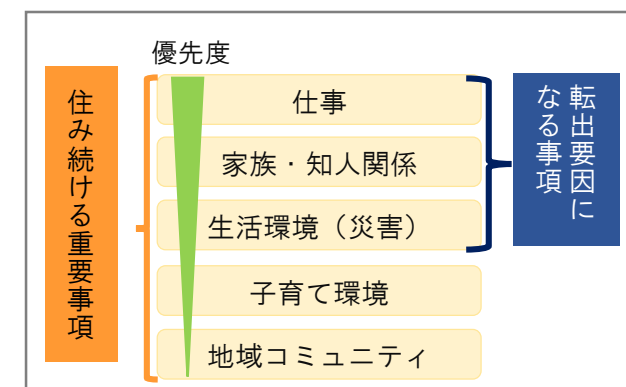 優先度
住み続ける重要事項
仕事
家族・知人関係
生活環境（災害）
子育て環境
地域コミュニティ
転出要因に
なる事項